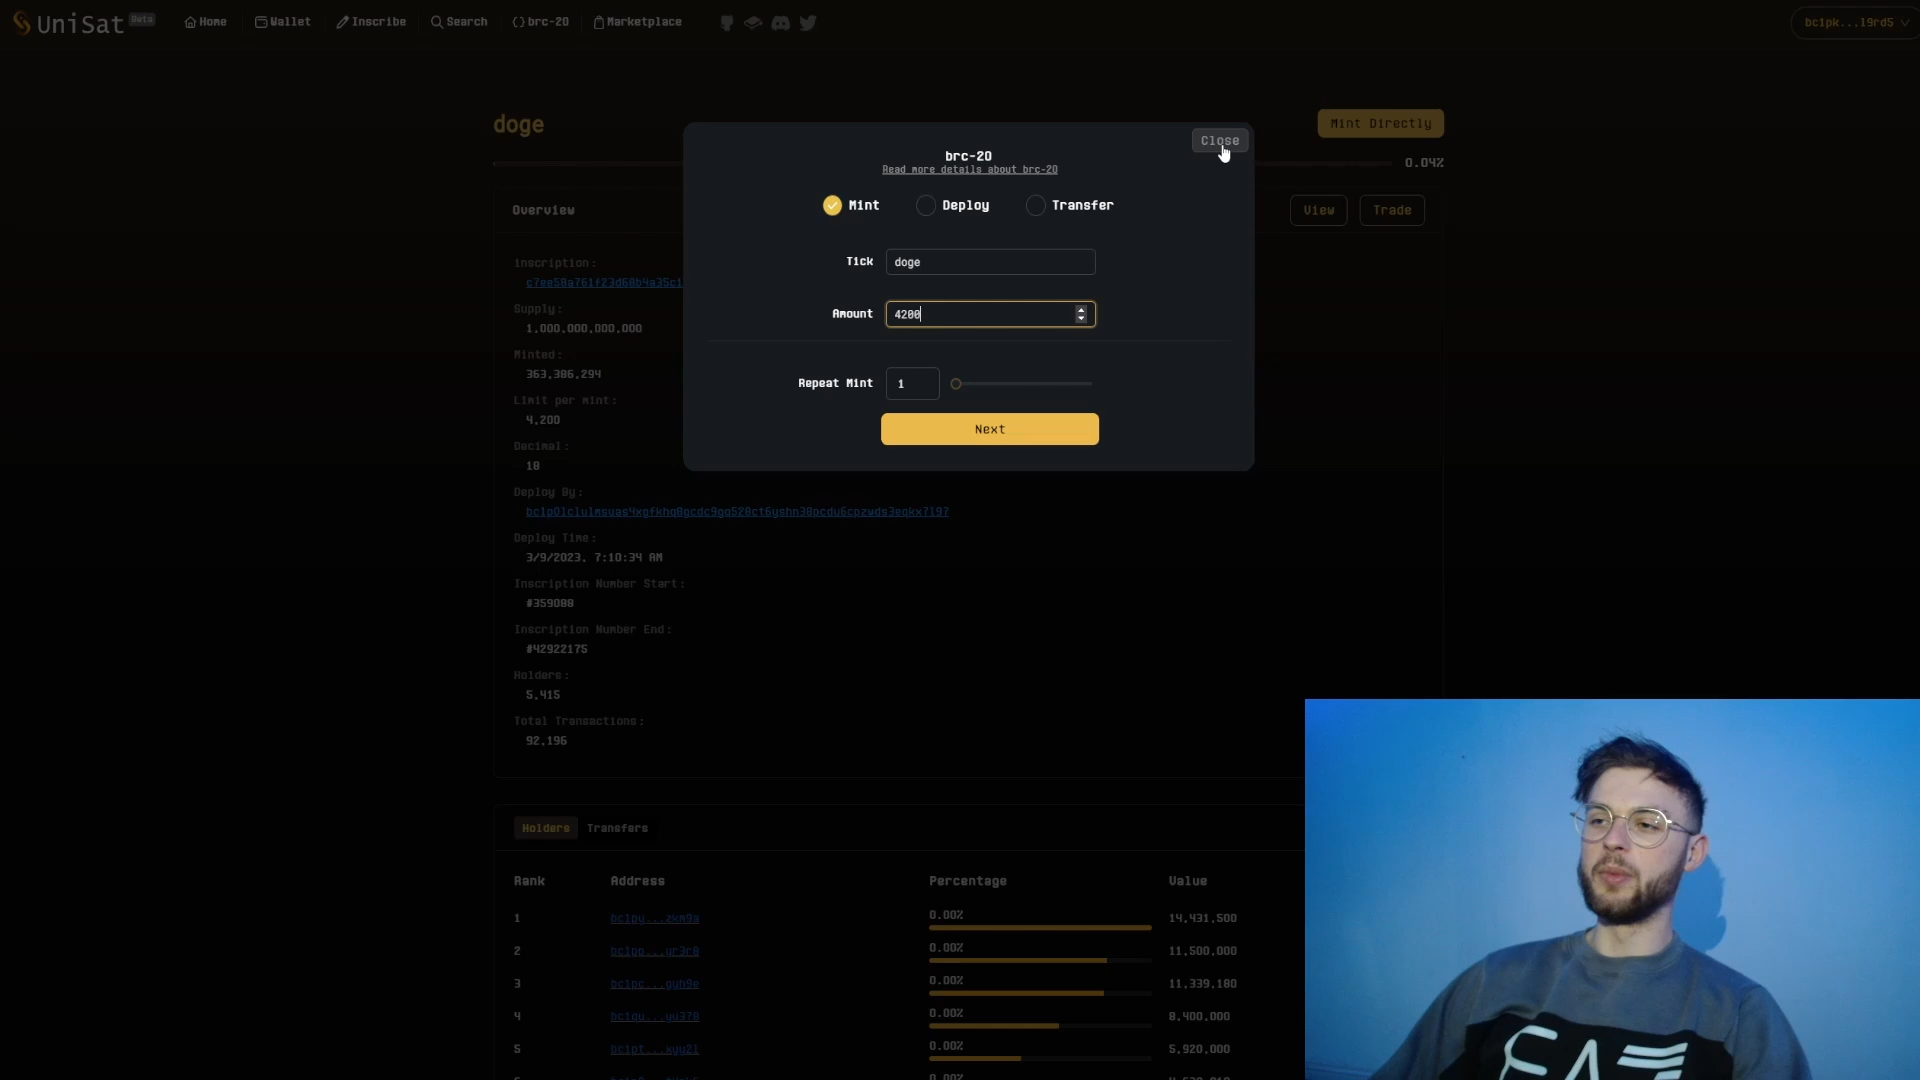 UniSat Beta
Home
Wallet
Inscribe
Search
brc-20
Marketplace
bc1pk...l9rd5
doge
Mint Directly
0.04%
Close
brc-20
Read more details about brc-20
Mint
Deploy
Transfer
Tick
doge
Amount
4200
Repeat Mint
1
Next
Overview
View
Trade
inscription:
Supply:
1,000,000,000,000
Minted:
363,386,294
Limit per mint:
4,200
Decimal:
18
Deploy By:
Deploy Time:
3/9/2023, 7:10:34 AM
Inscription Number Start:
#359088
Inscription Number End:
#42922175
Holders:
5,415
Total Transactions:
92,196
Holders
Transfers
Rank
Address
Percentage
Value
1
0.00%
14,431,500
2
0.00%
11,500,000
3
0.00%
11,339,180
4
0.00%
8,400,000
5
0.00%
5,920,000